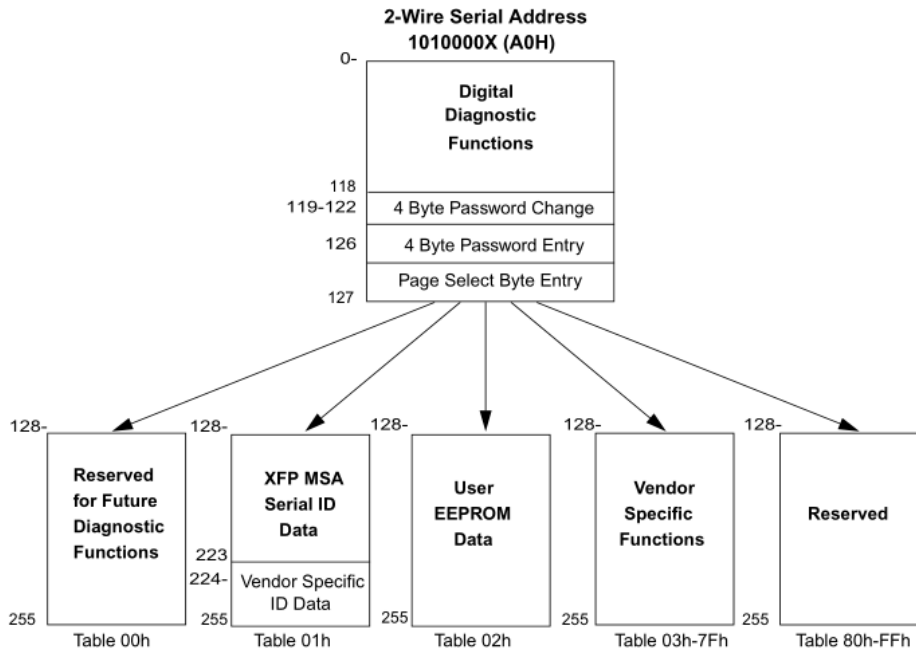 2-Wire Serial Address
1010000X (A0H)
0-
Digital
Diagnostic
Functions
118
119-122
4 Byte Password Change
126
4 Byte Password Entry
Page Select Byte Entry
127
128-
Reserved
for Future
Diagnostic
Functions
255
Table 00h
128-
XFP MSA
Serial ID
Data
223
224-
Vendor Specific
ID Data
255
Table 01h
128-
User
EEPROM
Data
255
Table 02h
128-
Vendor
Specific
Functions
255
Table 03h-7Fh
128-
Reserved
255
Table 80h-FFh